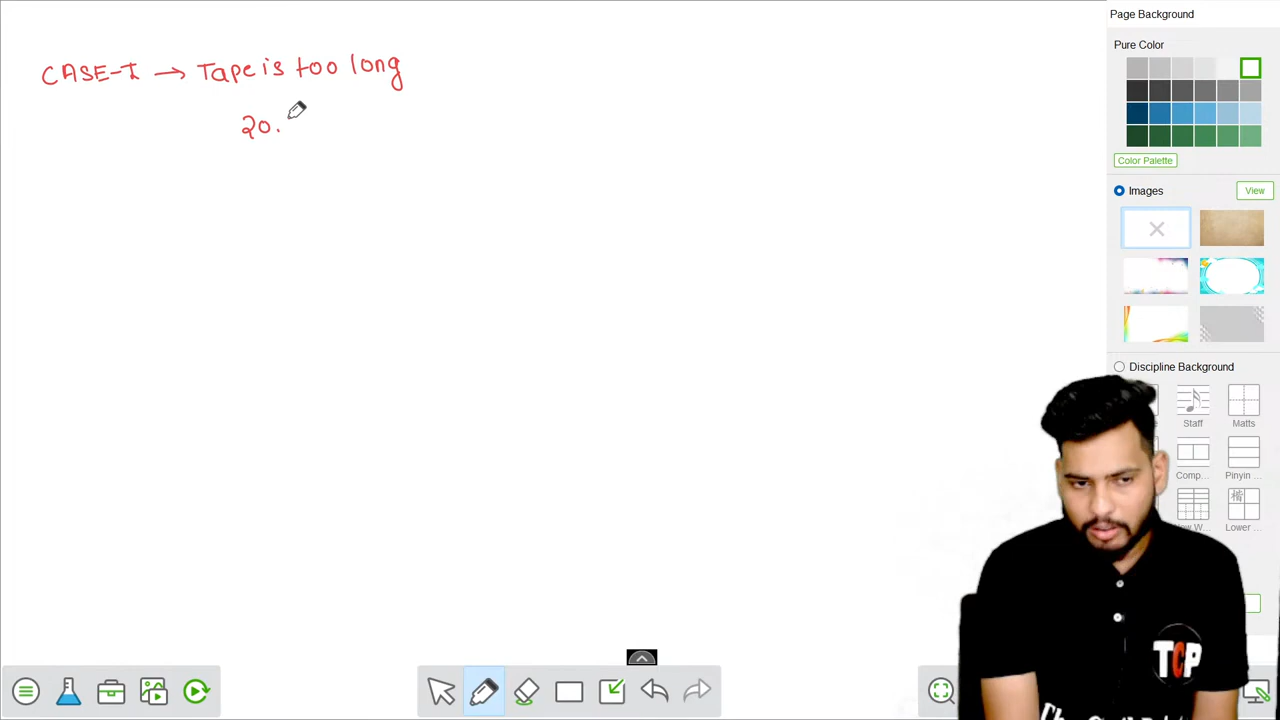 Page Background
CASE-I → Tape is too long
20.
Pure Color
Color Palette
Images
View
Discipline Background
Staff
Matts
Comp...
Pinyin ...
Lower ...
TCP